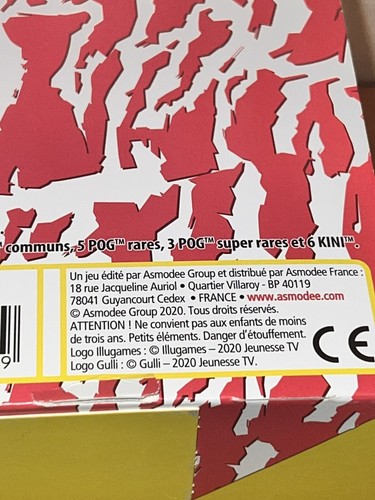 communs, 5 POG™ rares, 3 POG™ super rares et 6 KINI™.
Un jeu édité par Asmodee Group et distribué par Asmodee France :
18 rue Jacqueline Auriol • Quartier Villaroy - BP 40119
78041 Guyancourt Cedex • FRANCE • www.asmodee.com
© Asmodee Group 2020. Tous droits réservés.
ATTENTION ! Ne convient pas aux enfants de moins
de trois ans. Petits éléments. Danger d'étouffement.
Logo Illugames : © Illugames – 2020 Jeunesse TV
Logo Gulli : © Gulli – 2020 Jeunesse TV.
CE
9